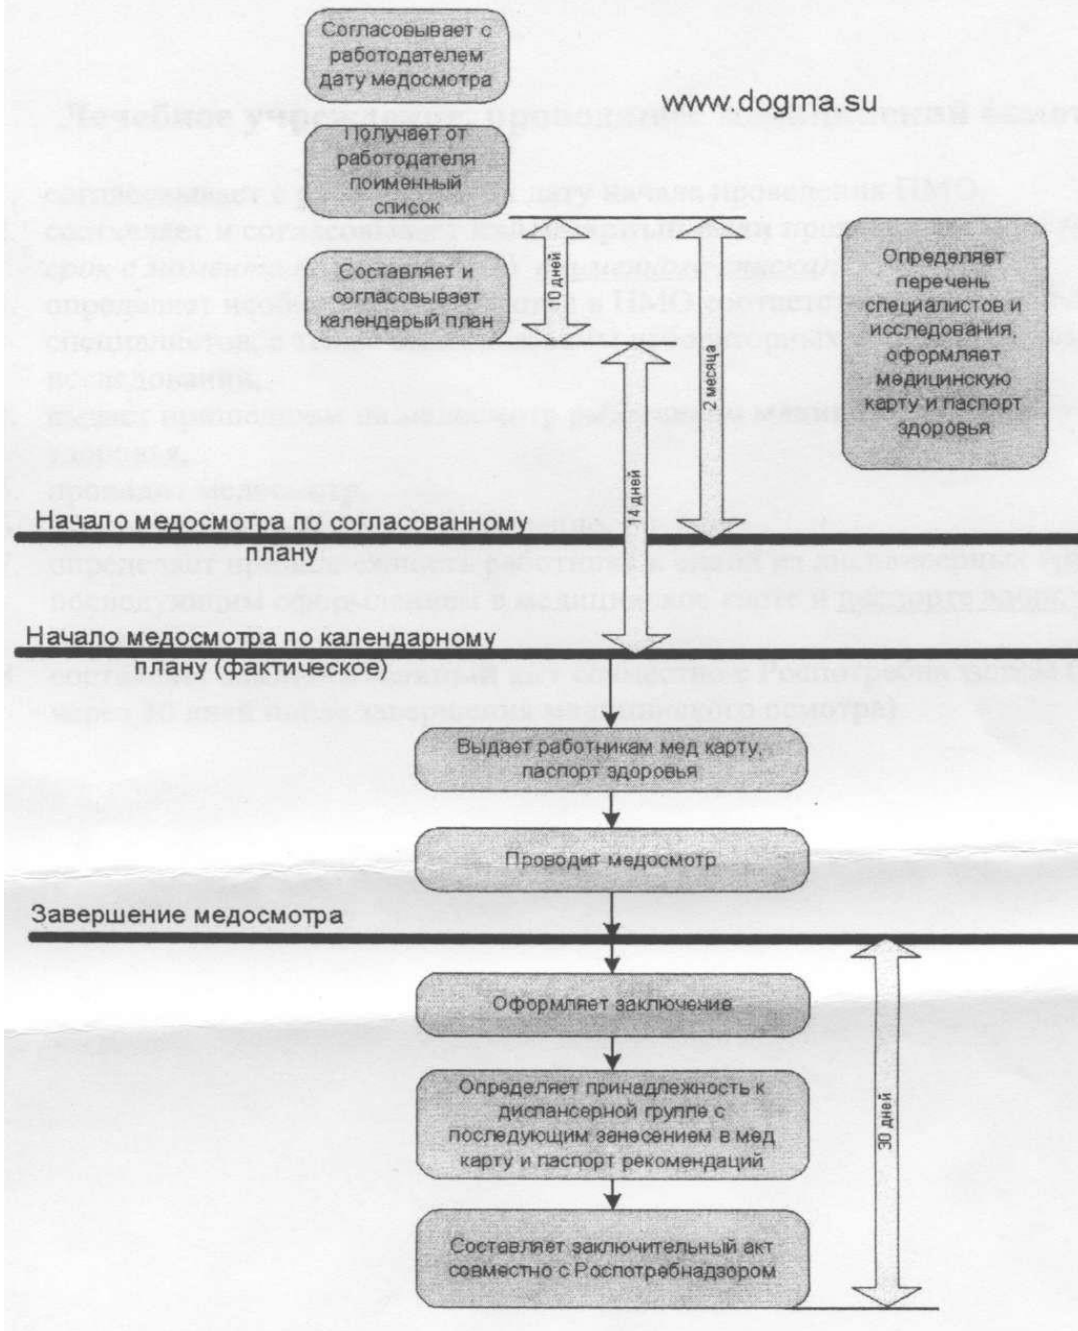 Согласовывает с
работодателем
дату медосмотра
www.dogma.su
Получает от
работодателя
поименный
список
Составляет и
согласовывает
календарый план
10 дней
2 месяца
14 дней
Определяет
перечень
специалистов и
исследования,
оформляет
медицинскую
карту и паспорт
здоровья
Начало медосмотра по согласованному
плану
Начало медосмотра по календарному
плану (фактическое)
Выдает работникам мед карту,
паспорт здоровья
Проводит медосмотр
Завершение медосмотра
Оформляет заключение
Определяет принадлежность к
диспансерной группе с
последующим занесением в мед
карту и паспорт рекомендаций
30 дней
Составляет заключительный акт
совместно с Роспотребнадзором